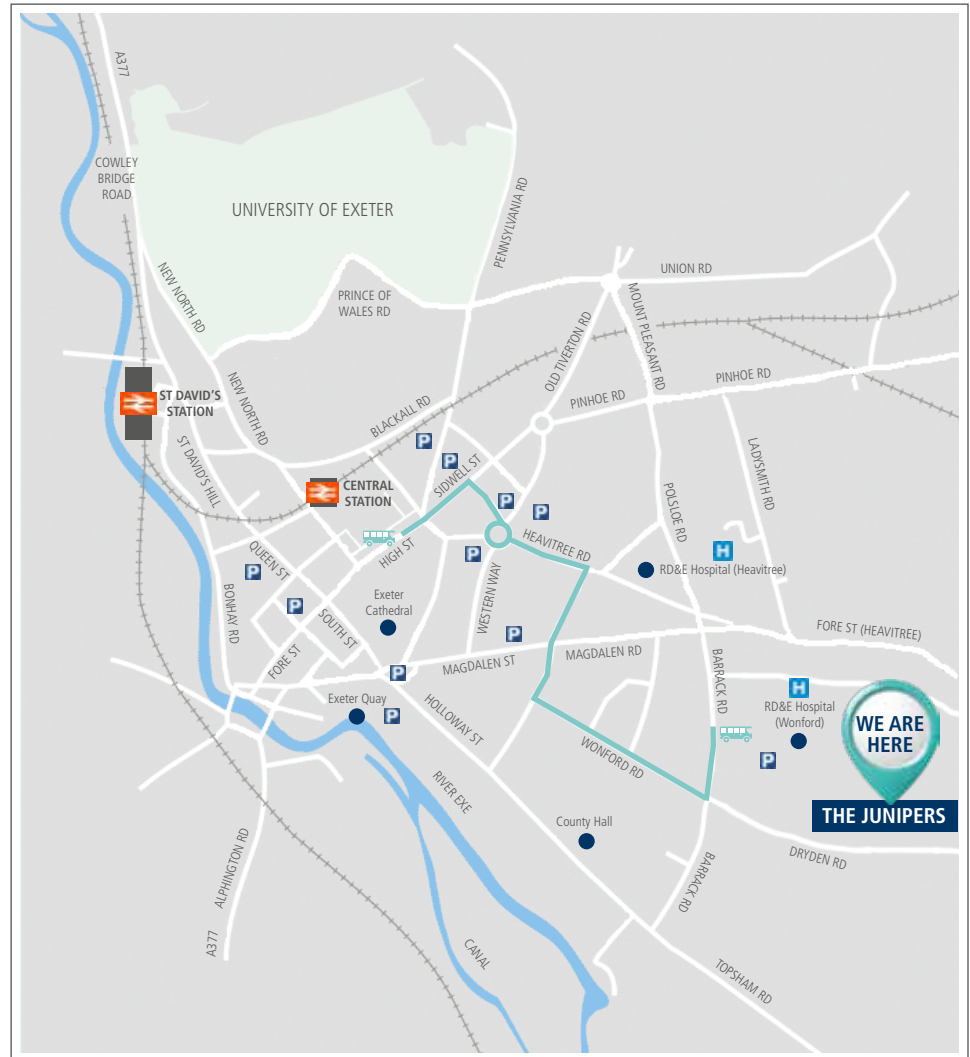 A377
COWLEY
BRIDGE
ROAD
UNIVERSITY OF EXETER
PENNSYLVANIA RD
NEW NORTH RD
PRINCE OF
WALES RD
UNION RD
MOUNT PLEASANT RD
OLD TIVERTON RD
PINHOE RD
PINHOE RD
ST DAVID'S
STATION
NEW NORTH RD
BLACKALL RD
P
P
SIDWELL ST
ST DAVID'S HILL
CENTRAL
STATION
LADYSMITH RD
POLSLOE RD
P
P
HIGH ST
P
HEAVITREE RD
H
RD&E Hospital (Heavitree)
QUEEN ST
P
P
BONHAY RD
SOUTH ST
Exeter
Cathedral
WESTERN WAY
P
FORE ST (HEAVITREE)
FORE ST
MAGDALEN ST
MAGDALEN RD
P
BARRACK RD
H
RD&E Hospital
(Wonford)
Exeter Quay
P
HOLLOWAY ST
WONFORD RD
P
WE ARE
HERE
THE JUNIPERS
RIVER EXE
County Hall
DRYDEN RD
ALPHINGTON RD
BARRACK RD
A377
CANAL
TOPSHAM RD